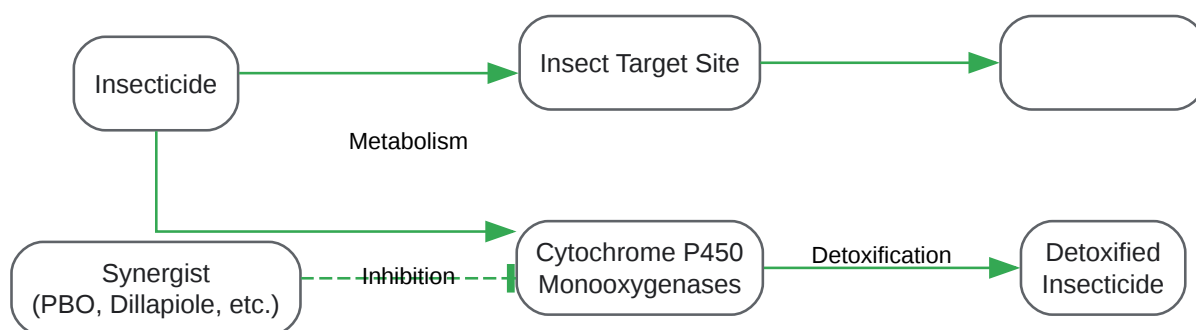 Insecticide
Insect Target Site
Metabolism
Synergist
(PBO, Dillapiole, etc.)
Inhibition
Cytochrome P450
Monooxygenases
Detoxification
Detoxified
Insecticide